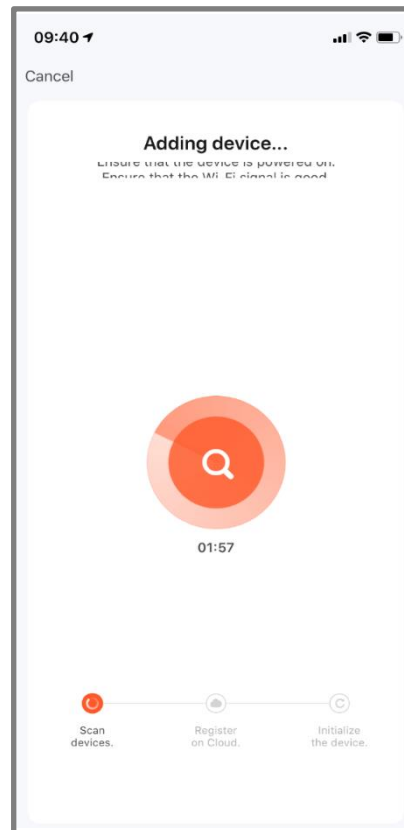 09:40
Cancel
Adding device...
Ensure that the device is powered on.
Ensure that the Wi-Fi signal is good
01:57
Scan
devices.
Register
on Cloud.
Initialize
the device.